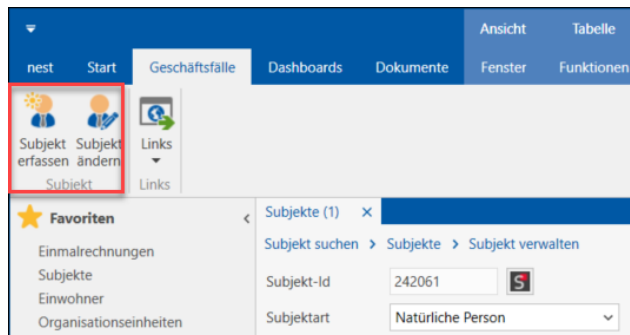 Ansicht Tabelle
nest Start Geschäftsfälle Dashboards Dokumente Fenster Funktionen
Subjekt Subjekt Links
erfassen ändern
Subjekt Links
Favoriten
Subjekte (1)
Einmalrechnungen
Subjekt suchen Subjekte Subjekt verwalten
Subjekte
Subjekt-Id 242061 S
Einwohner
Organisationseinheiten
Subjektart Natürliche Person